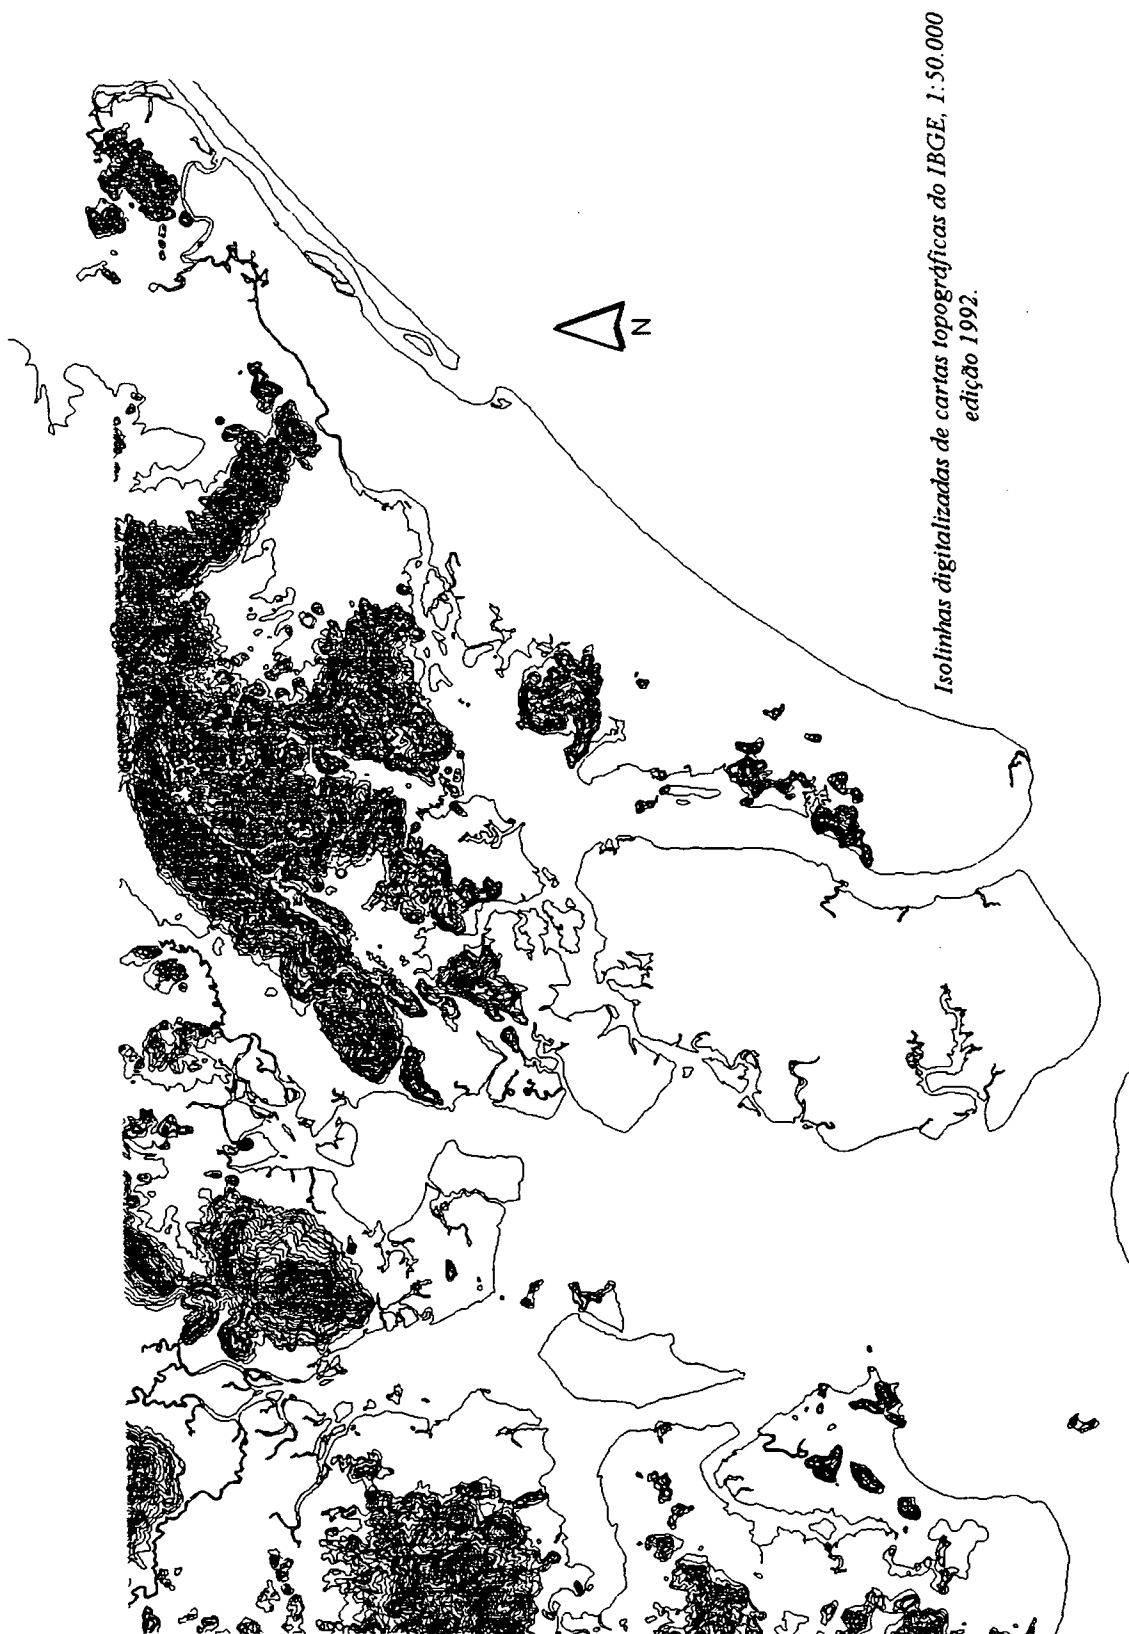 Isolinhas digitalizadas de cartas topográficas do IBGE, 1:50.000
edição 1992.
N